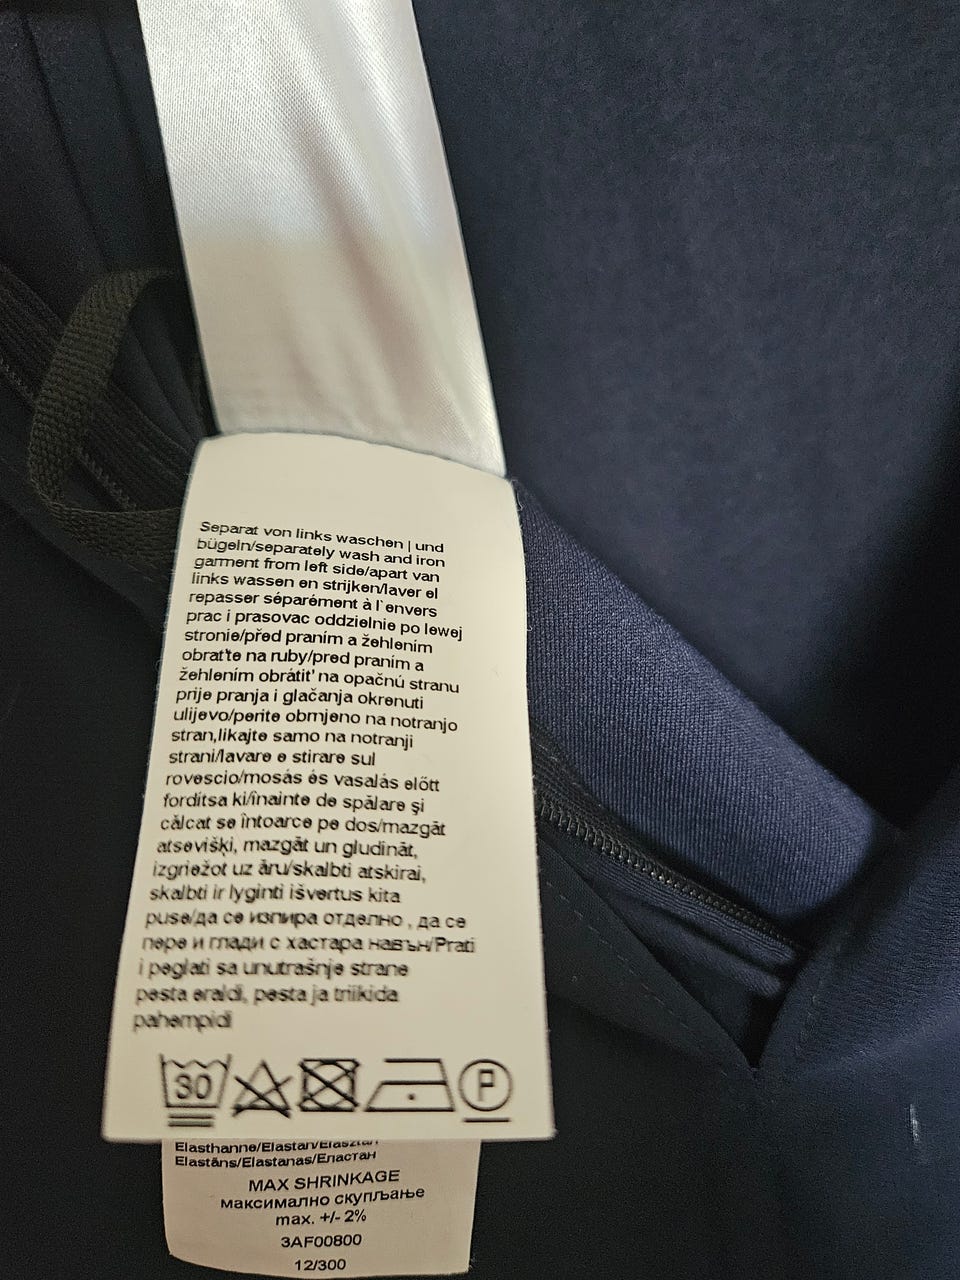 Separat von links waschen | und
bügeln/separately wash and iron
garment from left side/apart van
links wassen en strijken/laver el
repasser séparément à l`envers
prac i prasovac oddzielnie po lewej
stronie/před praním a žehlením
obraťte na ruby/pred praním a
žehlením obrátiť na opačnú stranu
prije pranja i glačanja okrenuti
ulijevo/perite obrnjeno na notranjo
stran,likajte samo na notranji
strani/lavare e stirare sul
rovescio/mosás és vasalás előtt
fordítsa ki/înainte de spălare şi
călcat se întoarce pe dos/mazgāt
atsevišķi, mazgāt un gludināt,
izgriežot uz āru/skalbti atskirai,
skalbti ir lyginti išvertus kita
puse/да се изпира отделно , да се
пере и глади с хастара навън/Prati
i peglati sa unutrašnje strane
pesta eraldi, pesta ja triikida
pahempidi
30
P
Elasthanne/Elastan/Elasztán
Elastāns/Elastanas/Еластан
MAX SHRINKAGE
максимално скупљање
max. +/- 2%
3AF00800
12/300